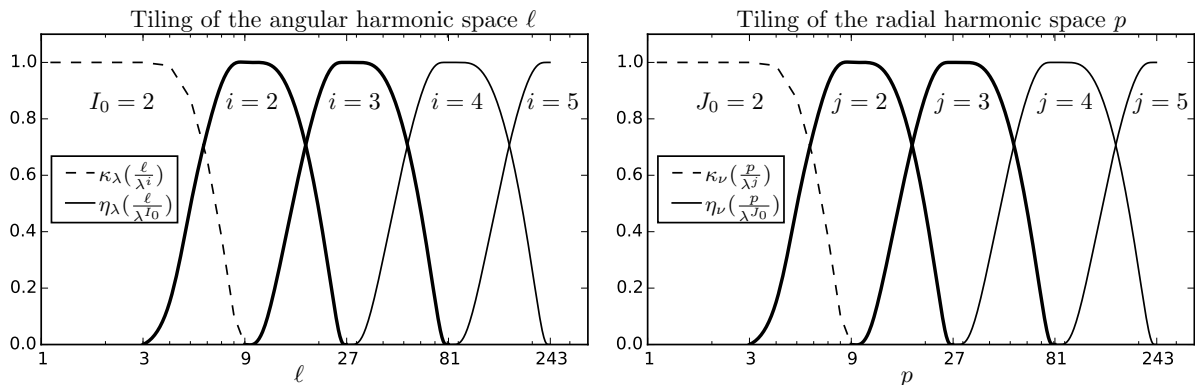 Tiling of the angular harmonic space ℓ
1.0
0.8
0.6
0.4
0.2
0.0
I₀ = 2
i = 2
i = 3
i = 4
i = 5
κ_λ(ℓ/λ^i)
η_λ(ℓ/λ^{I₀})
1 3 9 27 81 243
ℓ
Tiling of the radial harmonic space p
1.0
0.8
0.6
0.4
0.2
0.0
J₀ = 2
j = 2
j = 3
j = 4
j = 5
κ_ν(p/λ^j)
η_ν(p/λ^{J₀})
1 3 9 27 81 243
p